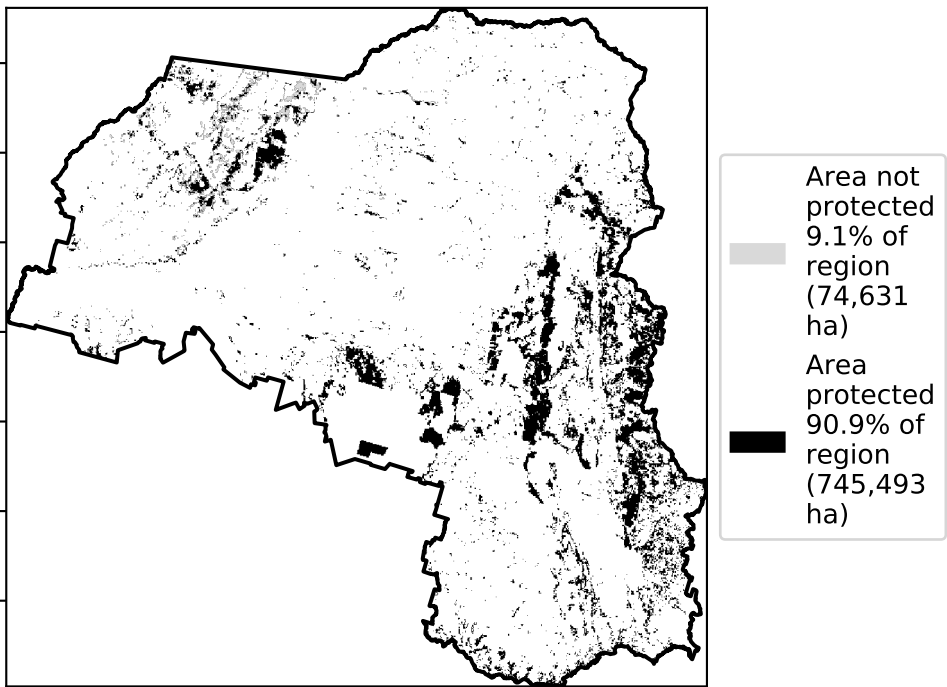 Area not
protected
9.1% of
region
(74,631
ha)
Area
protected
90.9% of
region
(745,493
ha)